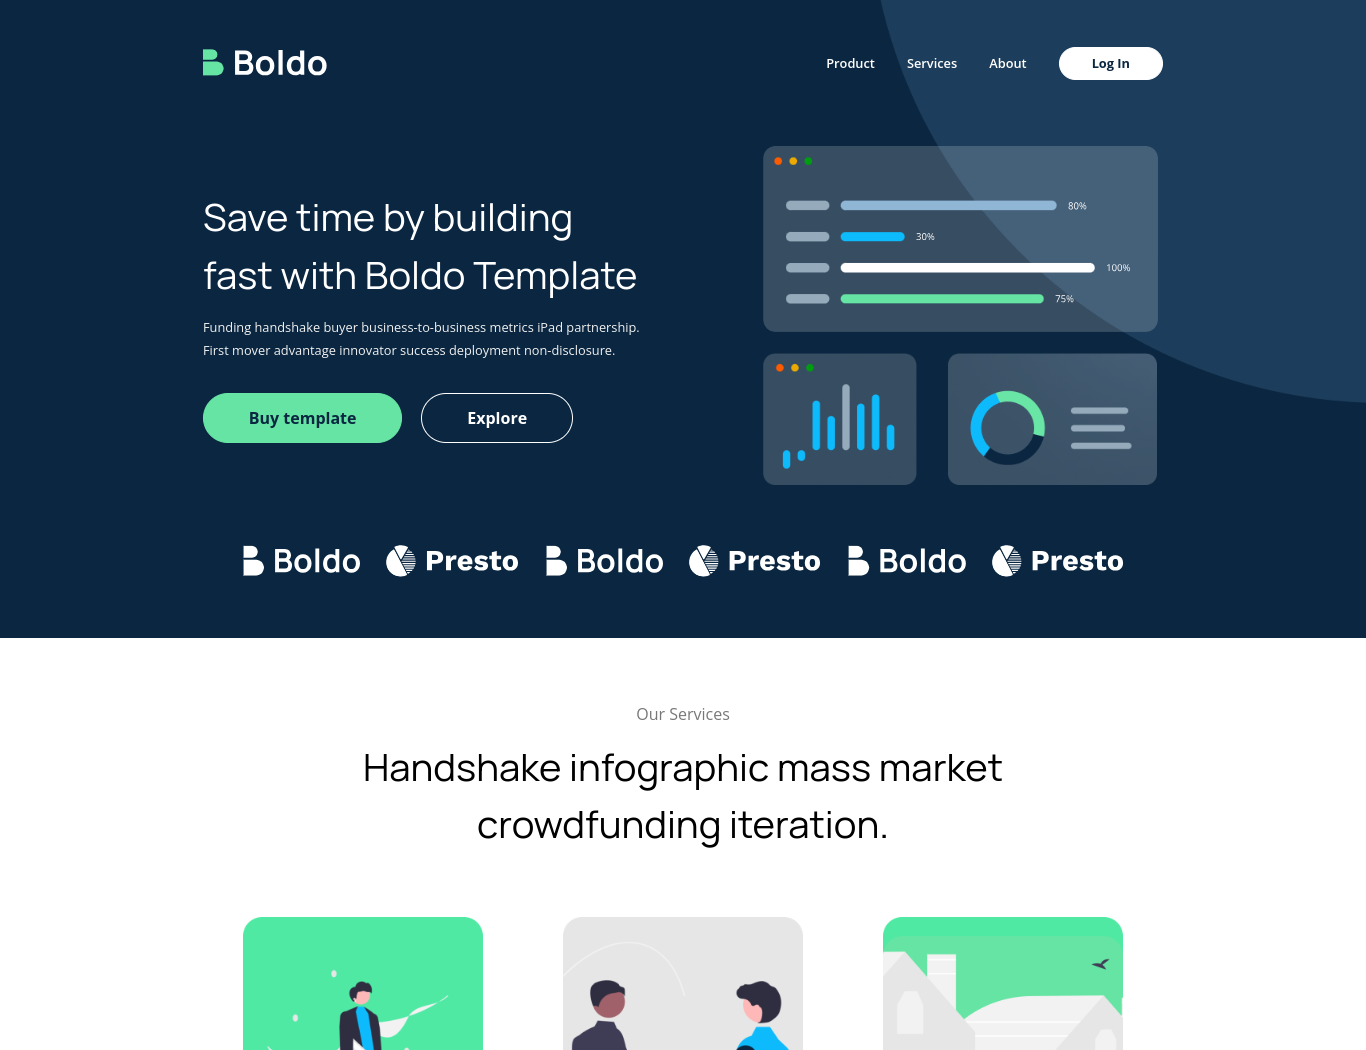 Boldo
Product Services About Log In
Save time by building
fast with Boldo Template
Funding handshake buyer business-to-business metrics iPad partnership.
First mover advantage innovator success deployment non-disclosure.
Buy template Explore
80%
30%
100%
75%
Boldo Presto Boldo Presto Boldo Presto
Our Services
Handshake infographic mass market
crowdfunding iteration.